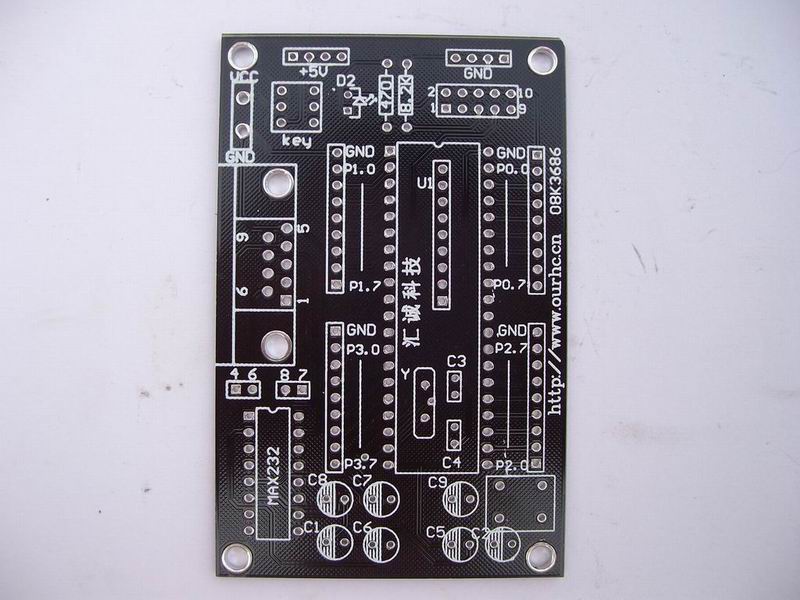 +5V
GND
VCC
GND
key
D2
470
8.2K
2
10
1
9
GND
P1.0
P1.7
U1
GND
P0.0
P0.7
08K3686
http://www.ourhc.cn
汇诚科技
9
5
6
1
4 6
8 7
GND
P3.0
P3.7
Y
C3
C4
GND
P2.7
P2.0
MAX232
C8
C7
C9
C1
C6
C5
C2